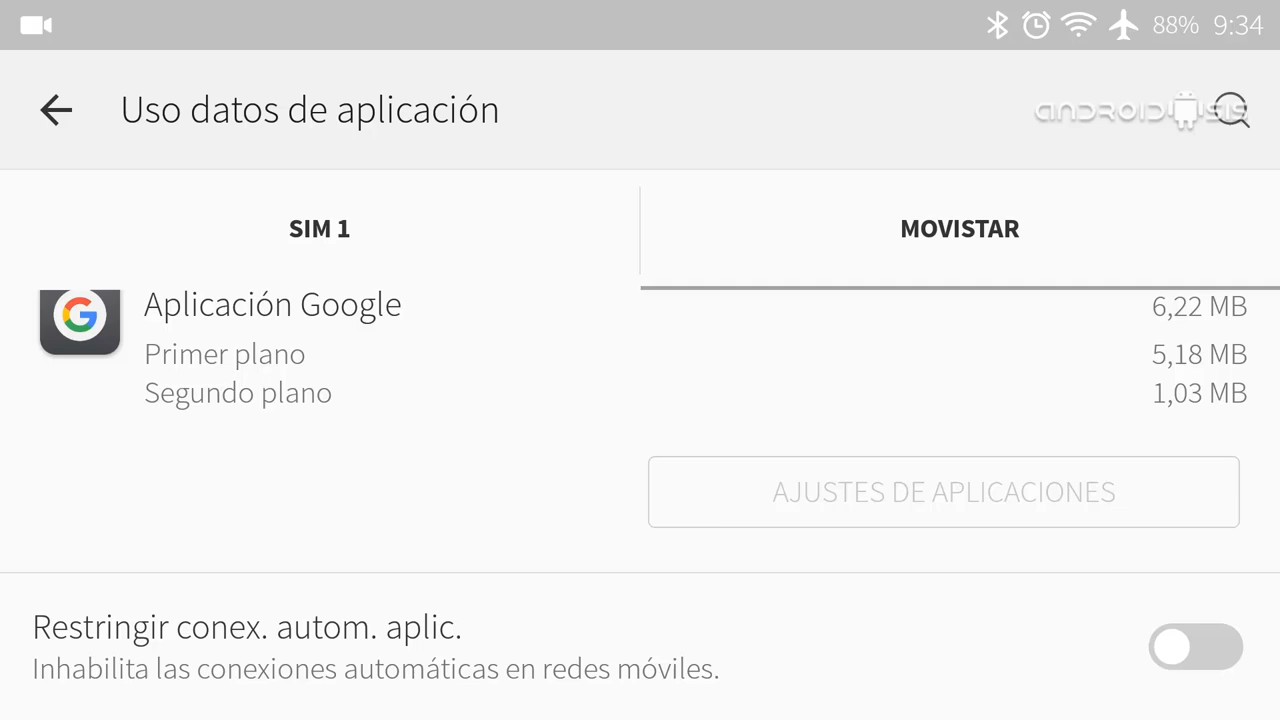 88% 9:34
Uso datos de aplicación
ANDROIDSIS
SIM 1
MOVISTAR
Aplicación Google 6,22 MB
Primer plano 5,18 MB
Segundo plano 1,03 MB
AJUSTES DE APLICACIONES
Restringir conex. autom. aplic.
Inhabilita las conexiones automáticas en redes móviles.